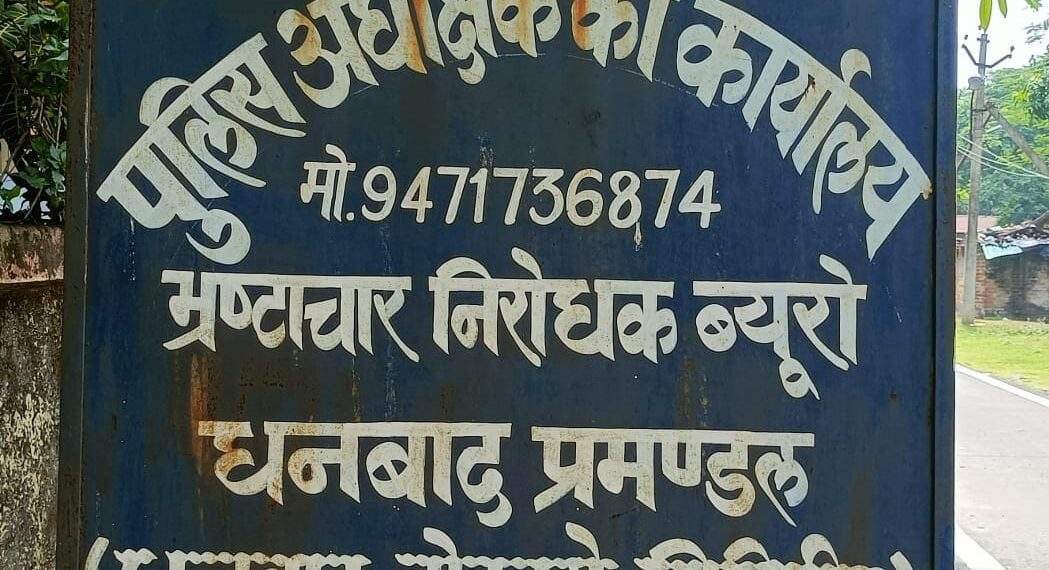 पुलिस अधीक्षक का कार्यालय
मो.9471736874
भ्रष्टाचार निरोधक ब्यूरो
धनबाद प्रमण्डल